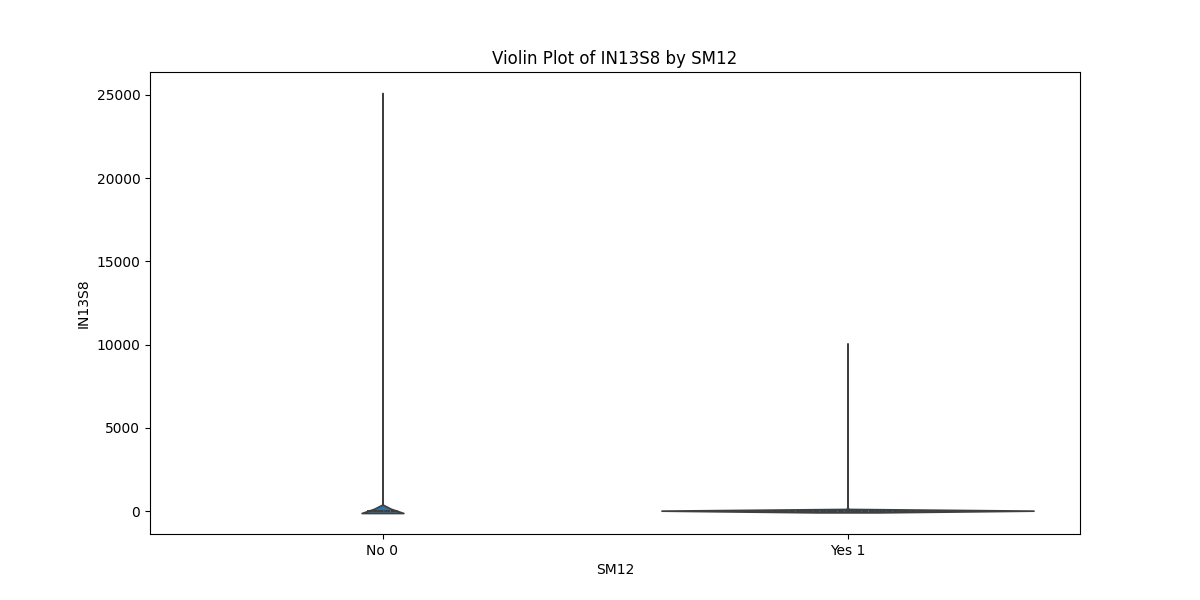 Violin Plot of IN13S8 by SM12
25000
20000
15000
10000
5000
0
IN13S8
No 0
Yes 1
SM12